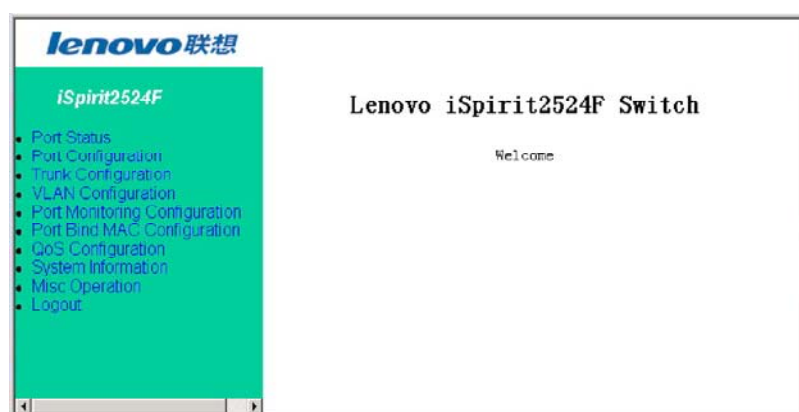 lenovo联想
iSpirit2524F
Port Status
Port Configuration
Trunk Configuration
VLAN Configuration
Port Monitoring Configuration
Port Bind MAC Configuration
QoS Configuration
System Information
Misc Operation
Logout
Lenovo iSpirit2524F Switch
Welcome